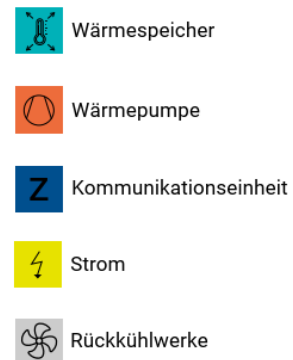 Wärmespeicher
Wärmepumpe
Z Kommunikationseinheit
Strom
Rückkühlwerke